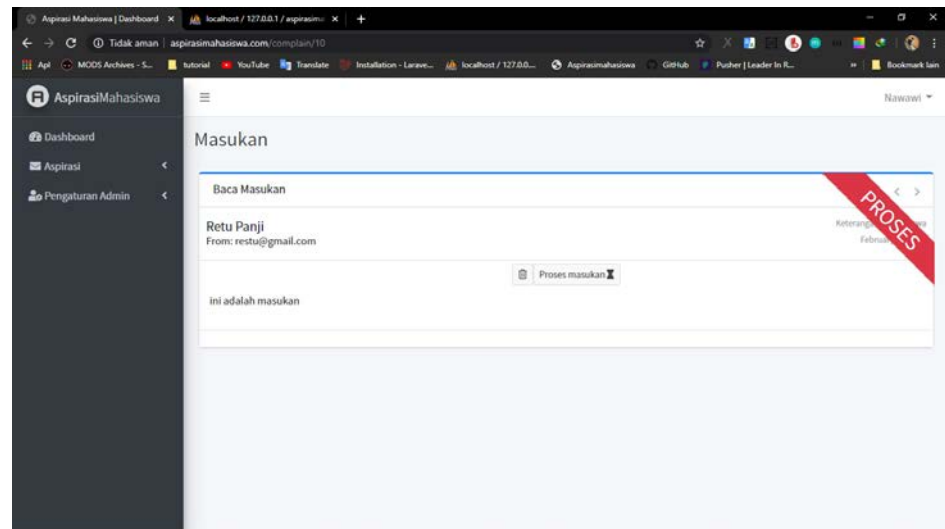 Aspirasi Mahasiswa | Dashboard
localhost / 127.0.0.1 / aspirasima
Tidak aman | aspirasimahasiswa.com/complain/10
Apl MODS Archives - S... tutorial YouTube Translate Installation - Larave... localhost / 127.0.0.... Aspirasimahasiswa GitHub Pusher | Leader In R... » Bookmark lain
AspirasiMahasiswa
Nawawi
Dashboard
Aspirasi
Pengaturan Admin
Masukan
Baca Masukan
PROSES
Retu Panji
From: restu@gmail.com
Proses masukan
ini adalah masukan